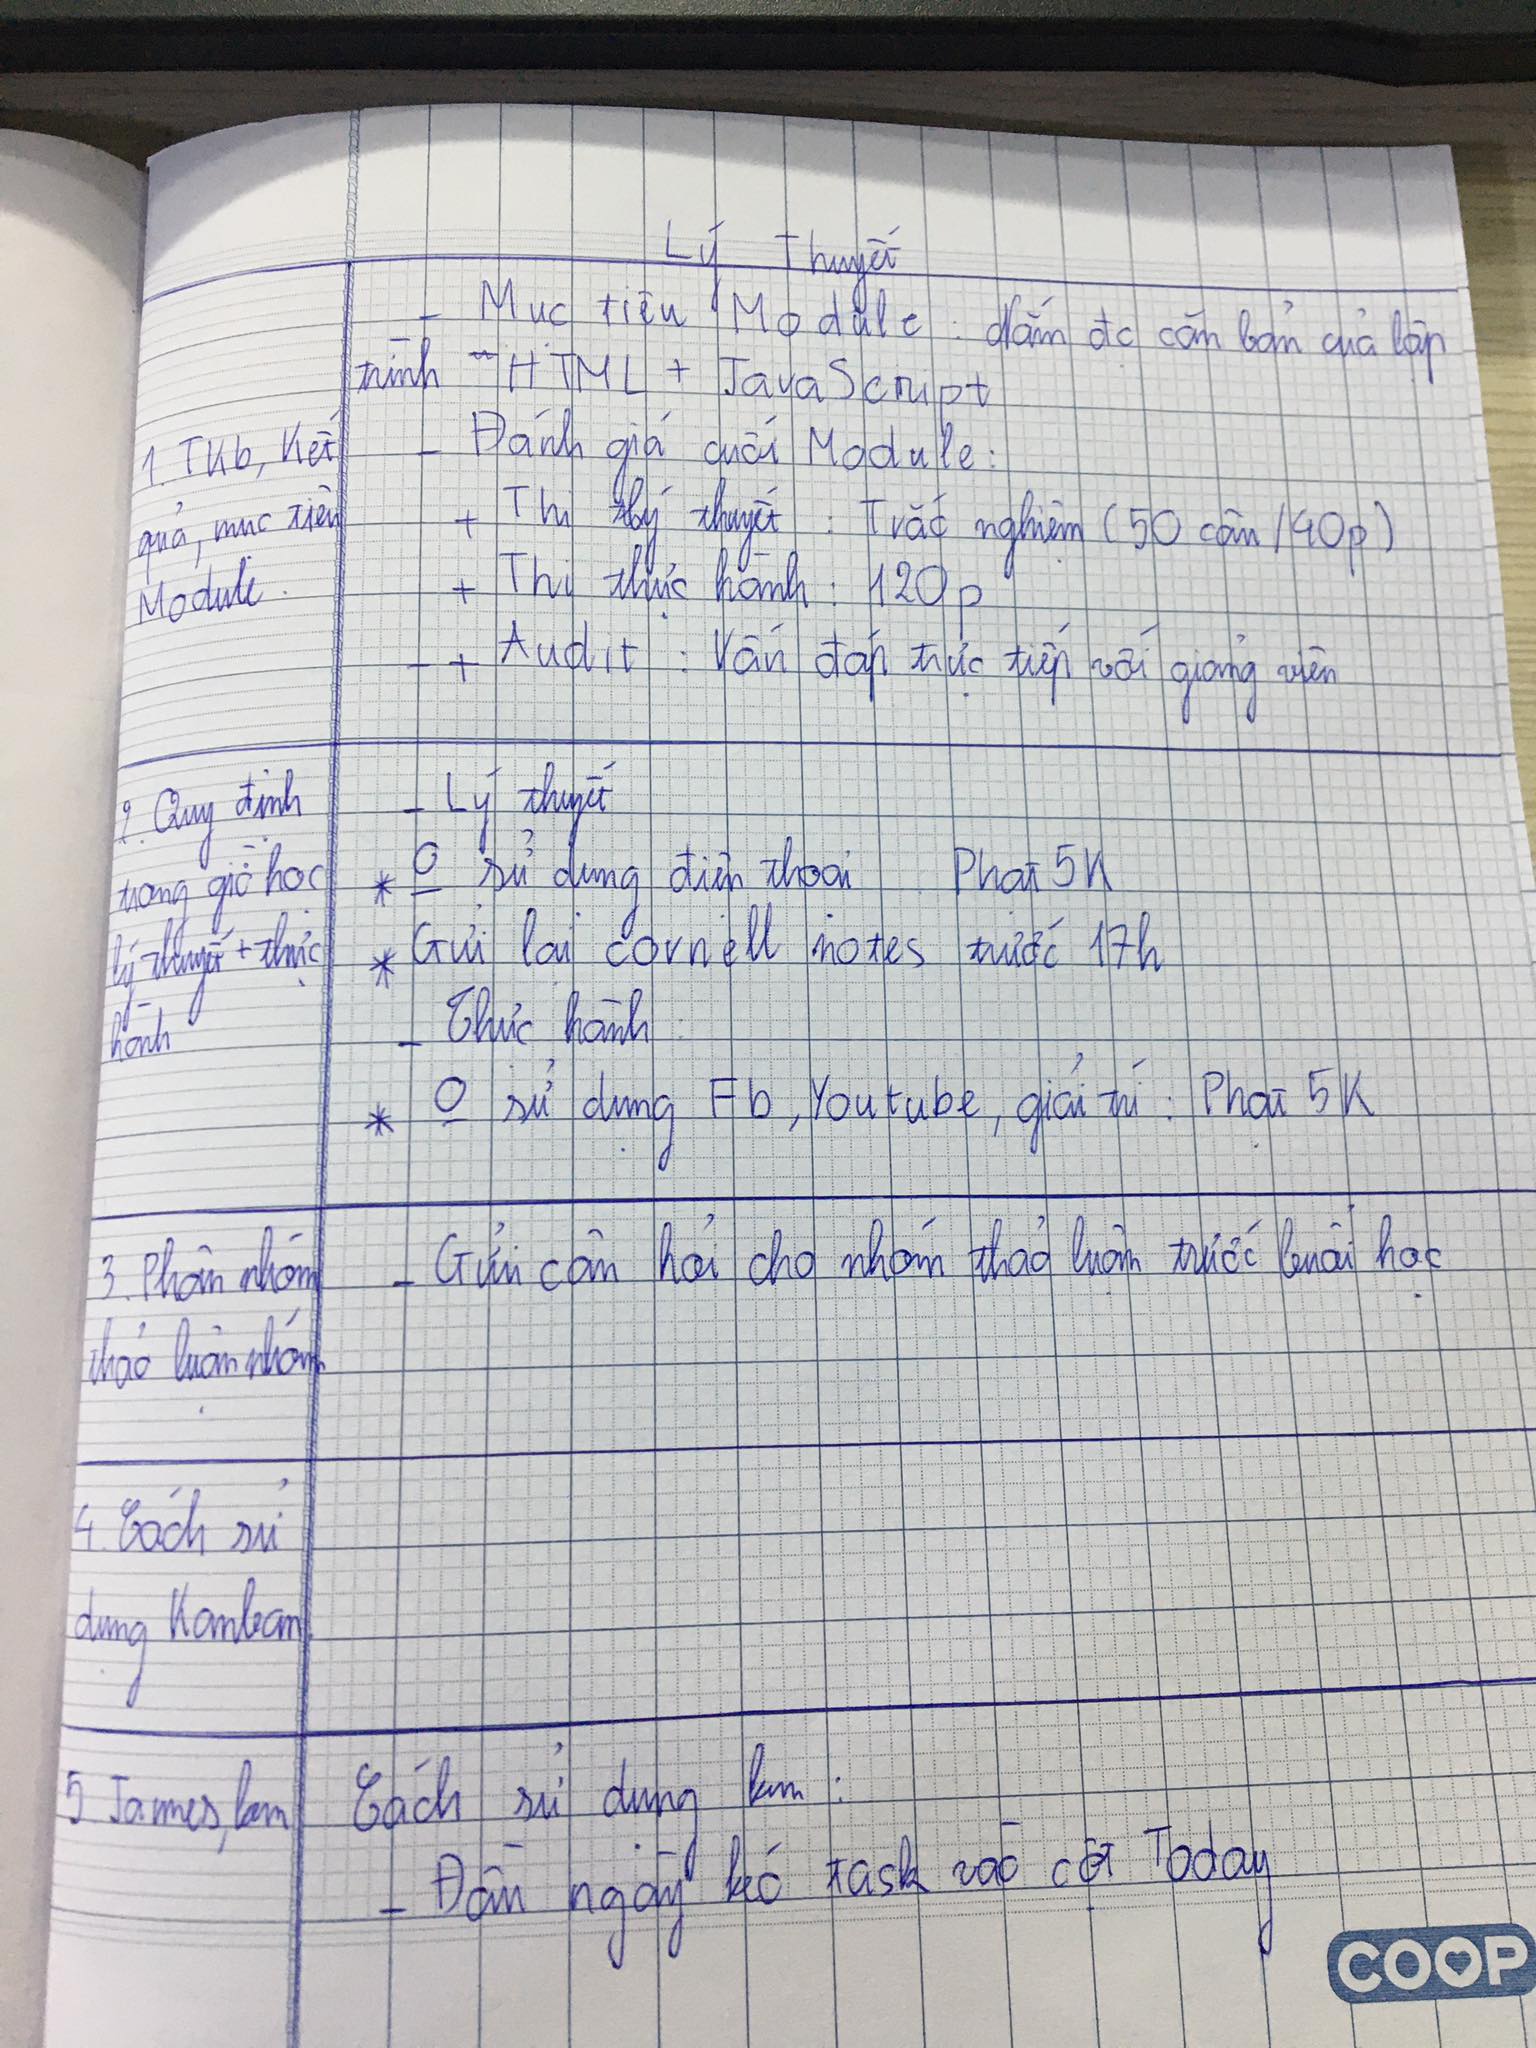 Lý Thuyết
1. TKb, Kết
quả, mục tiêu
Module.
- Mục tiêu Module: Nắm đc căn bản của lập
trình HTML + JavaScript
- Đánh giá cuối Module:
+ Thi lý thuyết: Trắc nghiệm (50 câu/40p)
+ Thi thực hành: 120p
- + Audit: Vấn đáp trực tiếp với giảng viên
2. Quy định
trong giờ học
lý thuyết + thực
hành
- Lý thuyết
* O sử dụng điện thoại Phạt 5K
* Gửi lại cornell notes trước 17h
- Thực hành:
* O sử dụng Fb, Youtube, giải trí: Phạt 5K
3. Phân nhóm
thảo luận nhóm
- Gửi câu hỏi cho nhóm thảo luận trước buổi học
4. Cách sử
dụng Kanban
5 James, ban
Cách sử dụng ban:
- Đầu ngày kéo task vào cột Today
COOP